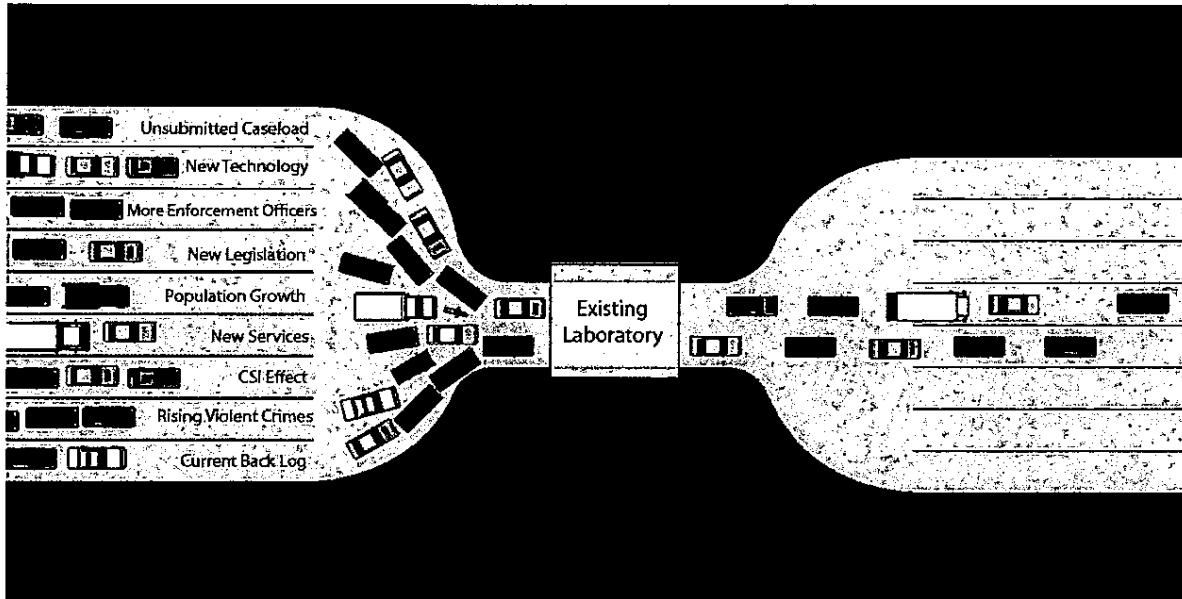 Unsubmitted Caseload
New Technology
More Enforcement Officers
New Legislation
Population Growth
New Services
CSI Effect
Rising Violent Crimes
Current Back Log
Existing
Laboratory